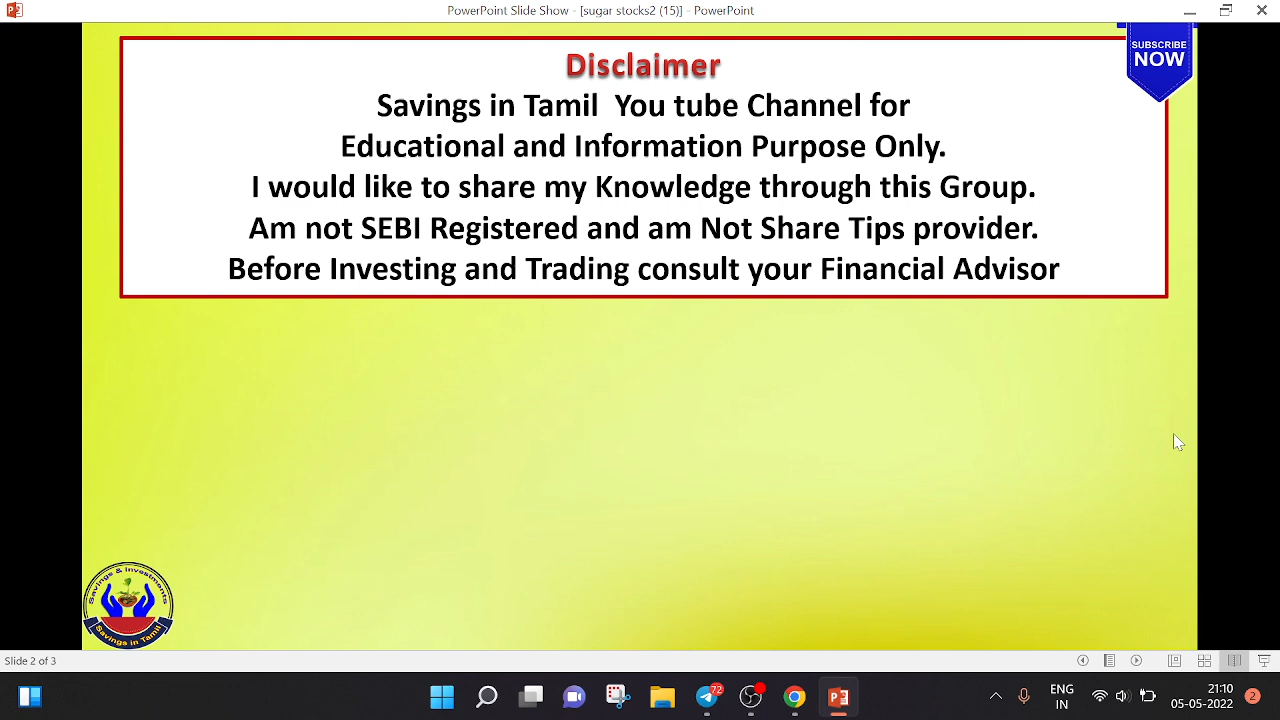 PowerPoint Slide Show - [sugar stocks2 (15)] - PowerPoint
SUBSCRIBE
NOW
Disclaimer
Savings in Tamil You tube Channel for
Educational and Information Purpose Only.
I would like to share my Knowledge through this Group.
Am not SEBI Registered and am Not Share Tips provider.
Before Investing and Trading consult your Financial Advisor
Savings & Investments
Savings in Tamil
Slide 2 of 3
72
ENG
IN
21:10
05-05-2022
2